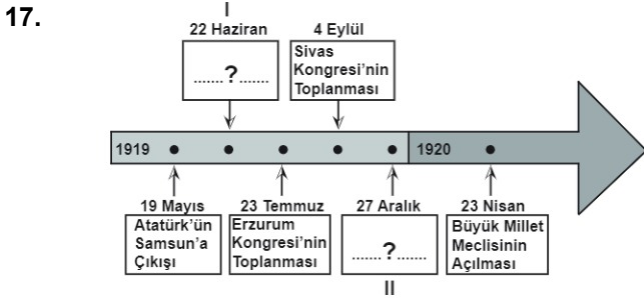 17.
I
22 Haziran
.......?.......
4 Eylül
Sivas
Kongresi'nin
Toplanması
1919
1920
19 Mayıs
Atatürk'ün
Samsun'a
Çıkışı
23 Temmuz
Erzurum
Kongresi'nin
Toplanması
27 Aralık
.......?.......
II
23 Nisan
Büyük Millet
Meclisinin
Açılması